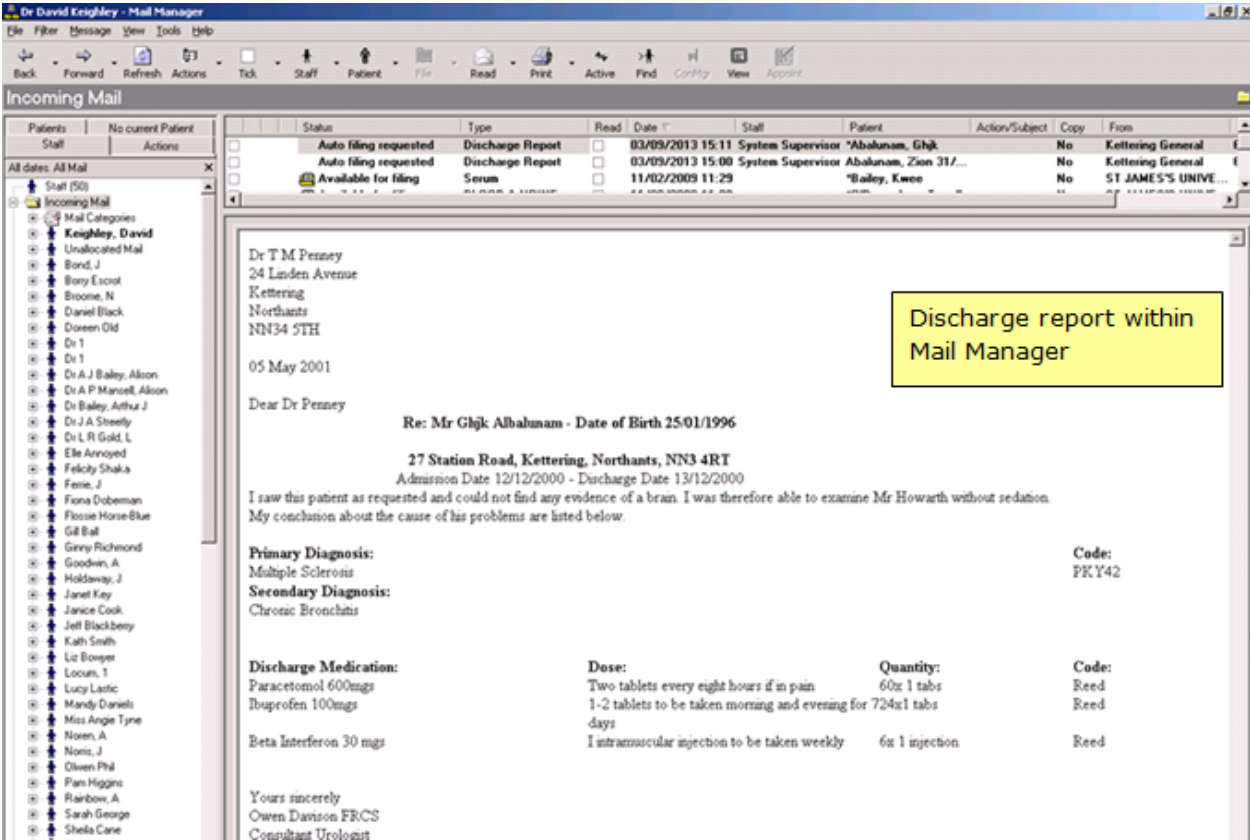 Dr David Keighley - Mail Manager
File Filter Message View Tools Help
Back Forward Refresh Actions Tick Staff Patient File Read Print Active Find ConMgr View Appoint
Incoming Mail
Patients No current Patient
Staff Actions
All dates, All Mail
Staff (50)
Incoming Mail
Mail Categories
Keighley, David
Unallocated Mail
Bond, J
Borry Escrot
Broome, N
Daniel Black
Doreen Old
Dr 1
Dr 1
Dr A J Bailey, Alison
Dr A P Mansell, Alison
Dr Bailey, Arthur J
Dr J A Streetly
Dr L R Gold, L
Elle Annoyed
Felicity Shaka
Ferrie, J
Fiona Doberman
Flossie Horse-Blue
Gill Ball
Ginny Richmond
Goodwin, A
Holdaway, J
Janet Key
Janice Cook
Jeff Blackberry
Kath Smith
Liz Bowyer
Locum, 1
Lucy Lastic
Mandy Daniels
Miss Angie Tyne
Noren, A
Norris, J
Olwen Phil
Pam Higgins
Rainbow, A
Sarah George
Sheila Cane
Status Type Read Date Staff Patient Action/Subject Copy From
Auto filing requested Discharge Report 03/09/2013 15:11 System Supervisor "Abalunam, Ghjk No Kettering General
Auto filing requested Discharge Report 03/09/2013 15:00 System Supervisor Abalunam, Zion 31/... No Kettering General
Available for filing Serum 11/02/2009 11:29 "Bailey, Kwee No ST JAMES'S UNIVE...
Dr T M Penney
24 Linden Avenue
Kettering
Northants
NN34 5TH
05 May 2001
Dear Dr Penney
Re: Mr Ghjk Albalunam - Date of Birth 25/01/1996
27 Station Road, Kettering, Northants, NN3 4RT
Admission Date 12/12/2000 - Discharge Date 13/12/2000
I saw this patient as requested and could not find any evidence of a brain. I was therefore able to examine Mr Howarth without sedation.
My conclusion about the cause of his problems are listed below.
Primary Diagnosis: Code:
Multiple Sclerosis PKY42
Secondary Diagnosis:
Chronic Bronchitis
Discharge Medication: Dose: Quantity: Code:
Paracetomol 600mgs Two tablets every eight hours if in pain 60x 1 tabs Reed
Ibuprofen 100mgs 1-2 tablets to be taken morning and evening for 724x1 tabs Reed
days
Beta Interferon 30 mgs I intramuscular injection to be taken weekly 6x 1 injection Reed
Yours sincerely
Owen Davison FRCS
Consultant Urologist
Discharge report within
Mail Manager